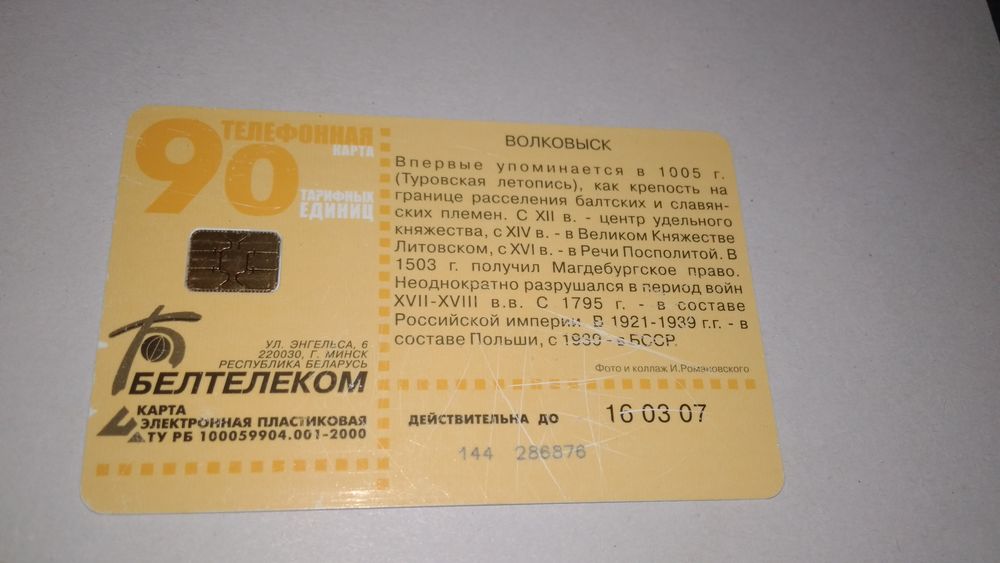 90 ТЕЛЕФОННАЯ
КАРТА
ТАРИФНЫХ
ЕДИНИЦ
УЛ. ЭНГЕЛЬСА, 6
220030, Г. МИНСК
РЕСПУБЛИКА БЕЛАРУСЬ
БЕЛТЕЛЕКОМ
КАРТА
ЭЛЕКТРОННАЯ ПЛАСТИКОВАЯ
ТУ РБ 100059904.001-2000
ВОЛКОВЫСК
Впервые упоминается в 1005 г.
(Туровская летопись), как крепость на
границе расселения балтских и славян-
ских племен. С XII в. - центр удельного
княжества, с XIV в. - в Великом Княжестве
Литовском, с XVI в. - в Речи Посполитой. В
1503 г. получил Магдебургское право.
Неоднократно разрушался в период войн
XVII-XVIII в.в. С 1795 г. - в составе
Российской империи. В 1921-1939 г.г. - в
составе Польши, с 1939 - в БССР.
Фото и коллаж И.Романовского
ДЕЙСТВИТЕЛЬНА ДО 16 03 07
144 286876